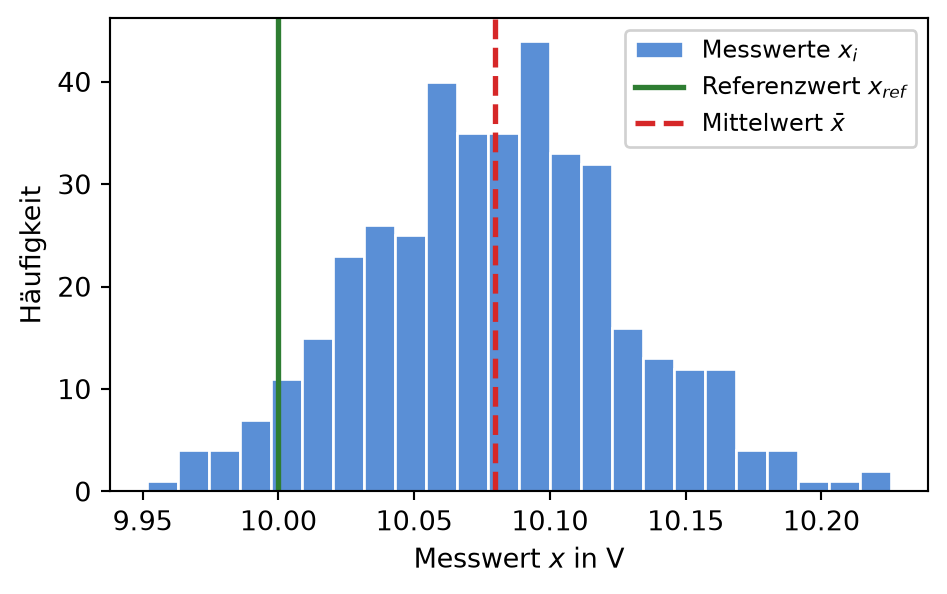 Messwerte x_i
Referenzwert x_ref
Mittelwert x̄
Häufigkeit
40
30
20
10
0
9.95 10.00 10.05 10.10 10.15 10.20
Messwert x in V